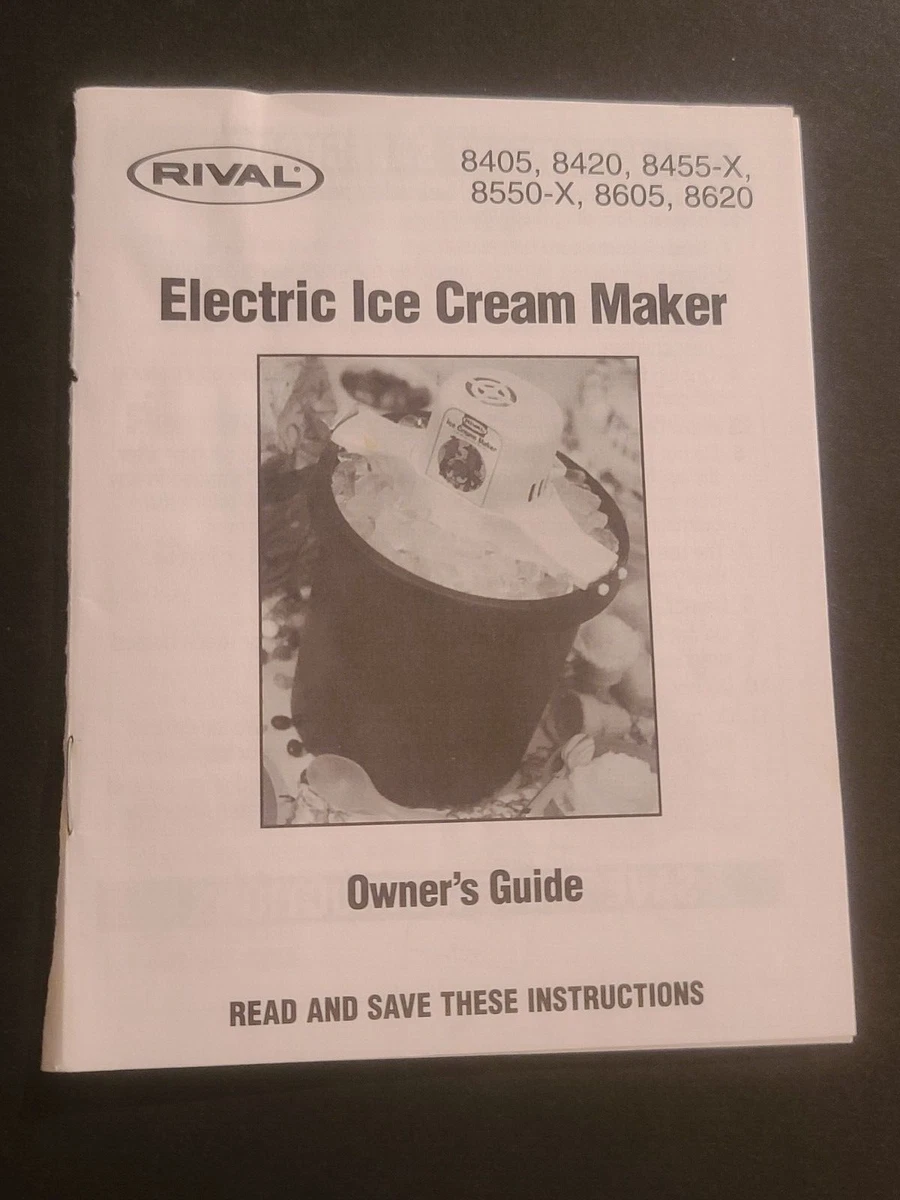 RIVAL®
8405, 8420, 8455-X,
8550-X, 8605, 8620
Electric Ice Cream Maker
RIVAL
Ice Cream Maker
Owner's Guide
READ AND SAVE THESE INSTRUCTIONS